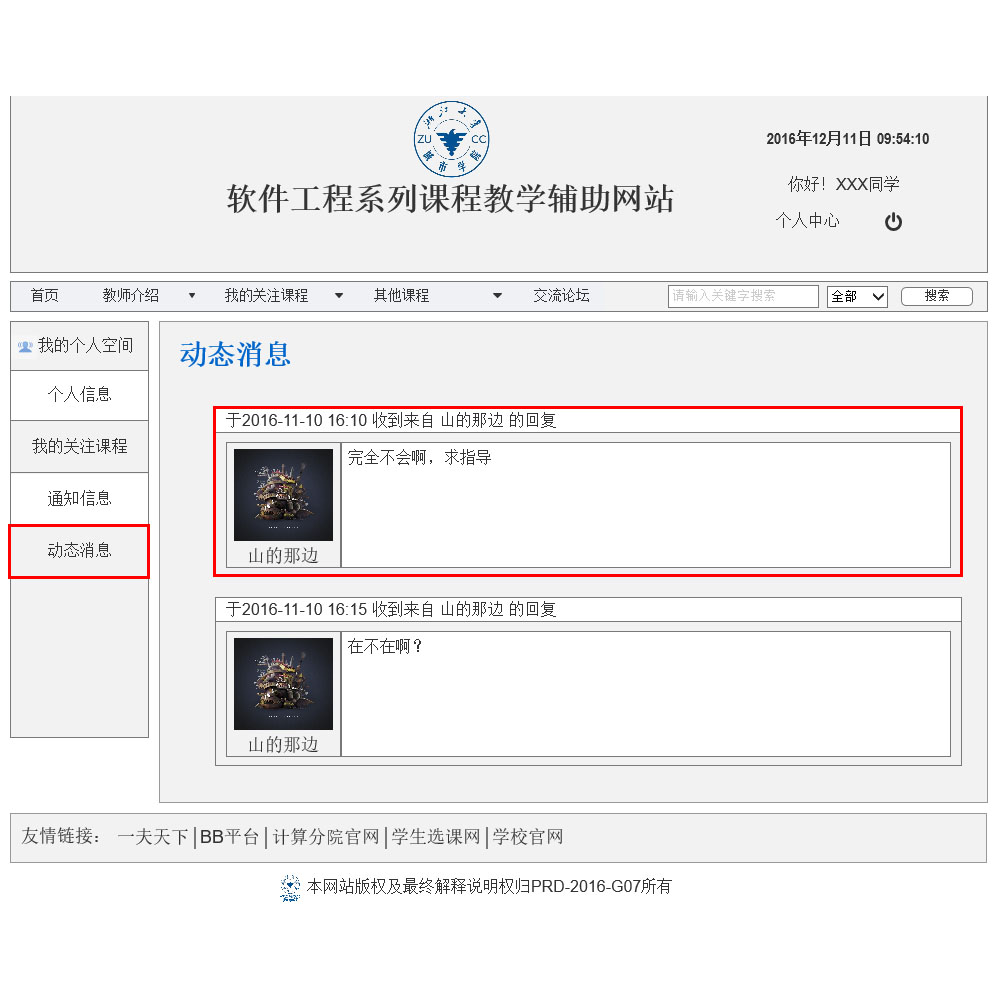 浙江大学
ZU CC
城市学院
软件工程系列课程教学辅助网站
2016年12月11日 09:54:10
你好！XXX同学
个人中心
首页 教师介绍 我的关注课程 其他课程 交流论坛 请输入关键字搜索 全部 搜索
我的个人空间
个人信息
我的关注课程
通知信息
动态消息
动态消息
于2016-11-10 16:10 收到来自 山的那边 的回复
完全不会啊，求指导
山的那边
于2016-11-10 16:15 收到来自 山的那边 的回复
在不在啊？
山的那边
友情链接： 一夫天下|BB平台|计算分院官网|学生选课网|学校官网
本网站版权及最终解释说明权归PRD-2016-G07所有